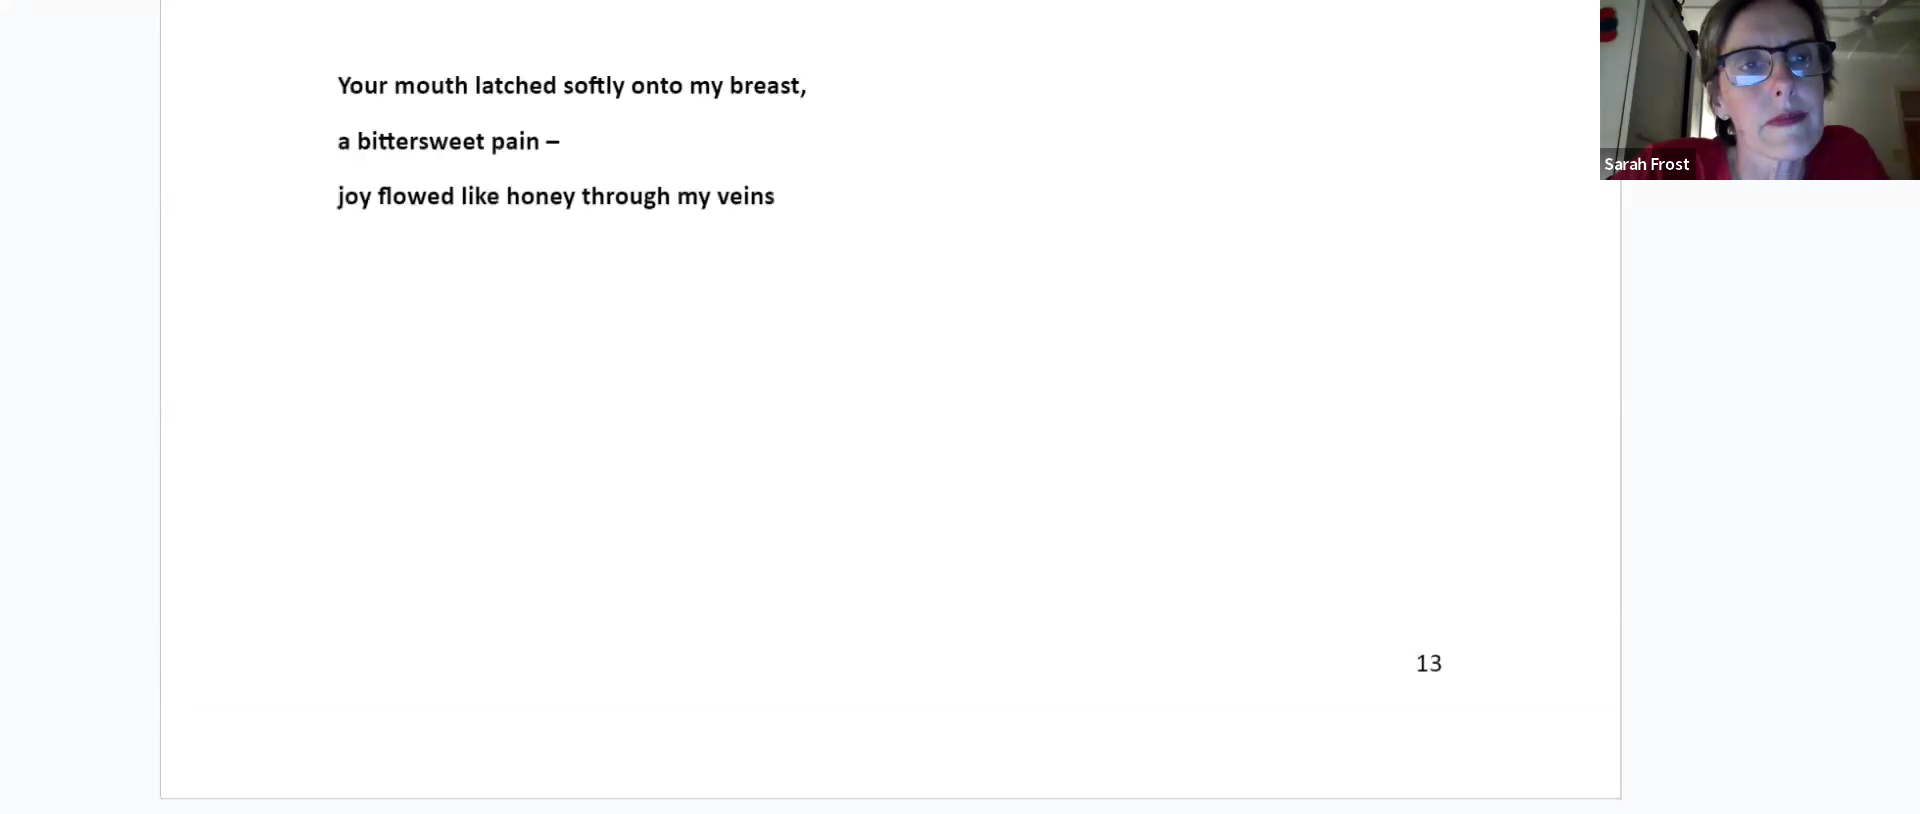 Your mouth latched softly onto my breast,
a bittersweet pain –
joy flowed like honey through my veins
Sarah Frost
13